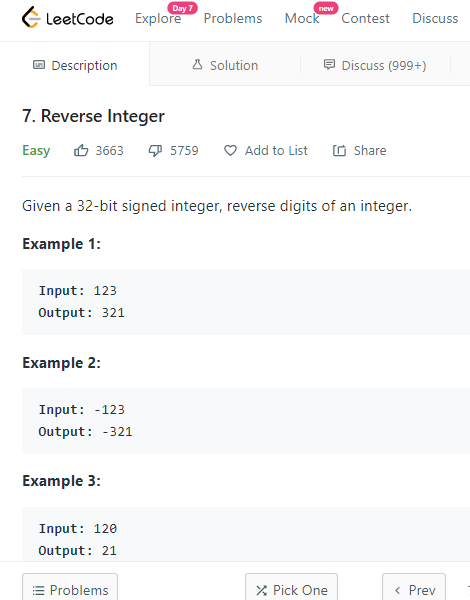 Day 7 new
LeetCode Explore Problems Mock Contest Discuss
Description Solution Discuss (999+)
7. Reverse Integer
Easy 3663 5759 Add to List Share
Given a 32-bit signed integer, reverse digits of an integer.
Example 1:
Input: 123
Output: 321
Example 2:
Input: -123
Output: -321
Example 3:
Input: 120
Output: 21
Problems Pick One Prev